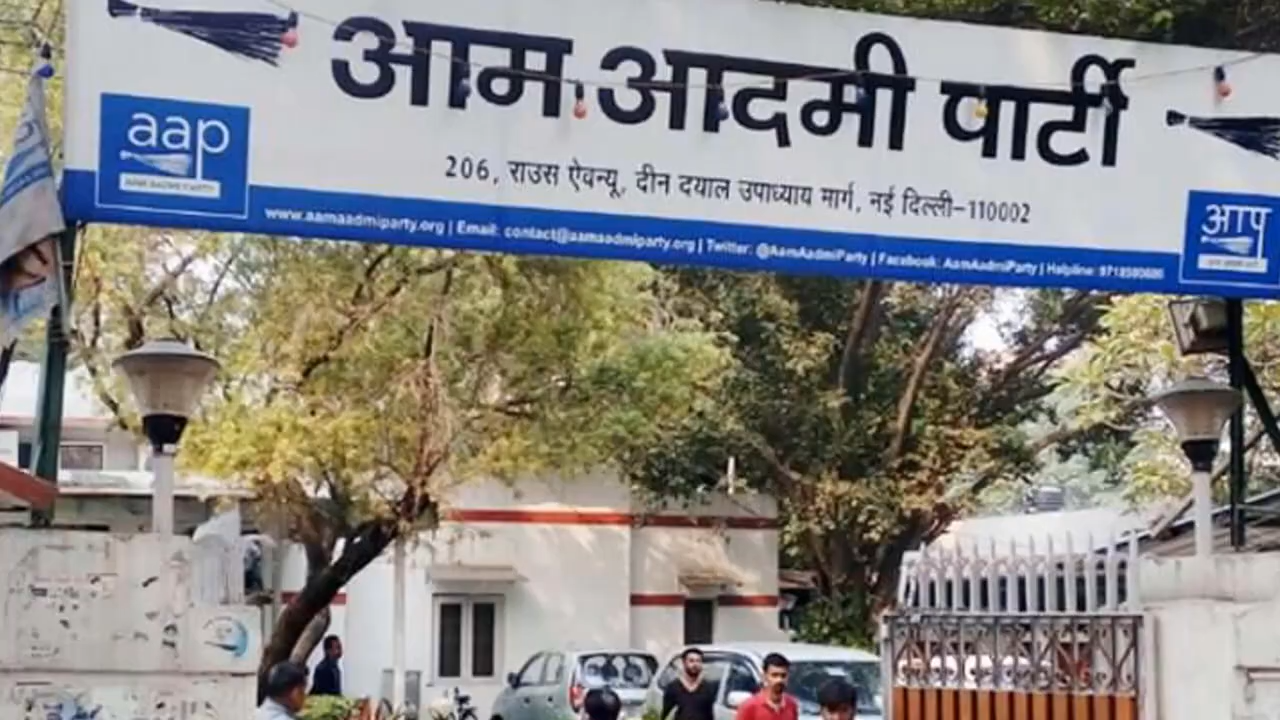 आम आदमी पार्टी
aap
AAM AADMI PARTY
206, राउस ऐवन्यू, दीन दयाल उपाध्याय मार्ग, नई दिल्ली-110002
आप
www.aamaadmiparty.org | Email: contact@aamaadmiparty.org | Twitter: @AamAadmiParty | Facebook: AamAadmiParty | Helpline: